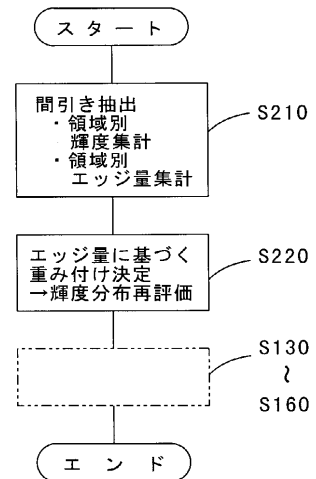 スタート
間引き抽出
・領域別
輝度集計
・領域別
エッジ量集計
S210
エッジ量に基づく
重み付け決定
→輝度分布再評価
S220
S130
～
S160
エンド